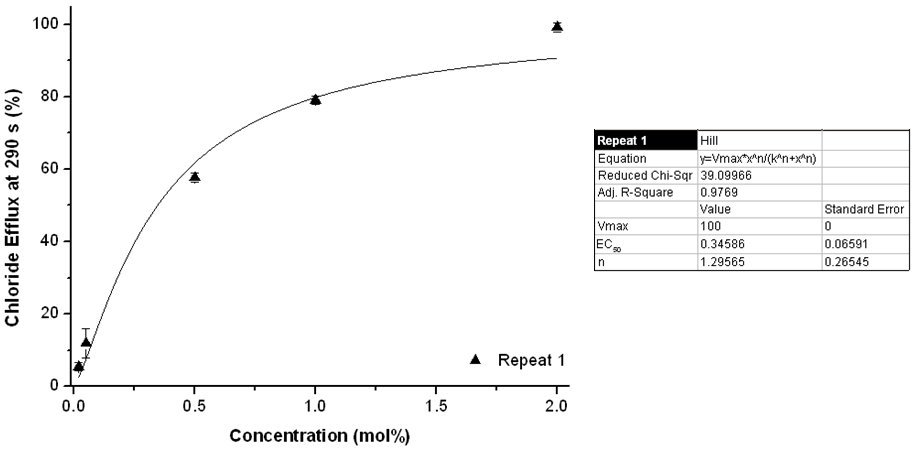 Chloride Efflux at 290 s (%)
100
80
60
40
20
0
0.0 0.5 1.0 1.5 2.0
Concentration (mol%)
Repeat 1
Repeat 1 Hill
Equation y=Vmax*x^n/(k^n+x^n)
Reduced Chi-Sqr 39.09966
Adj. R-Square 0.9769
Value Standard Error
Vmax 100 0
EC50 0.34586 0.06591
n 1.29565 0.26545